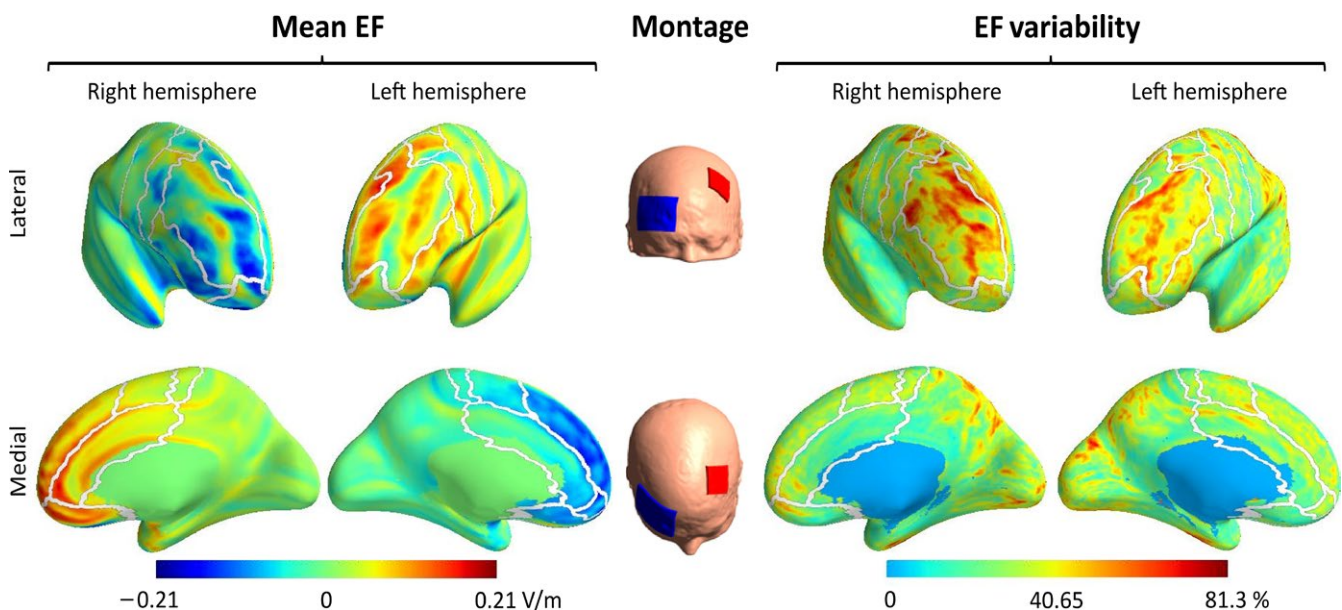 Mean EF
Montage
EF variability
Right hemisphere
Left hemisphere
Right hemisphere
Left hemisphere
Lateral
Medial
−0.21
0
0.21 V/m
0
40.65
81.3 %